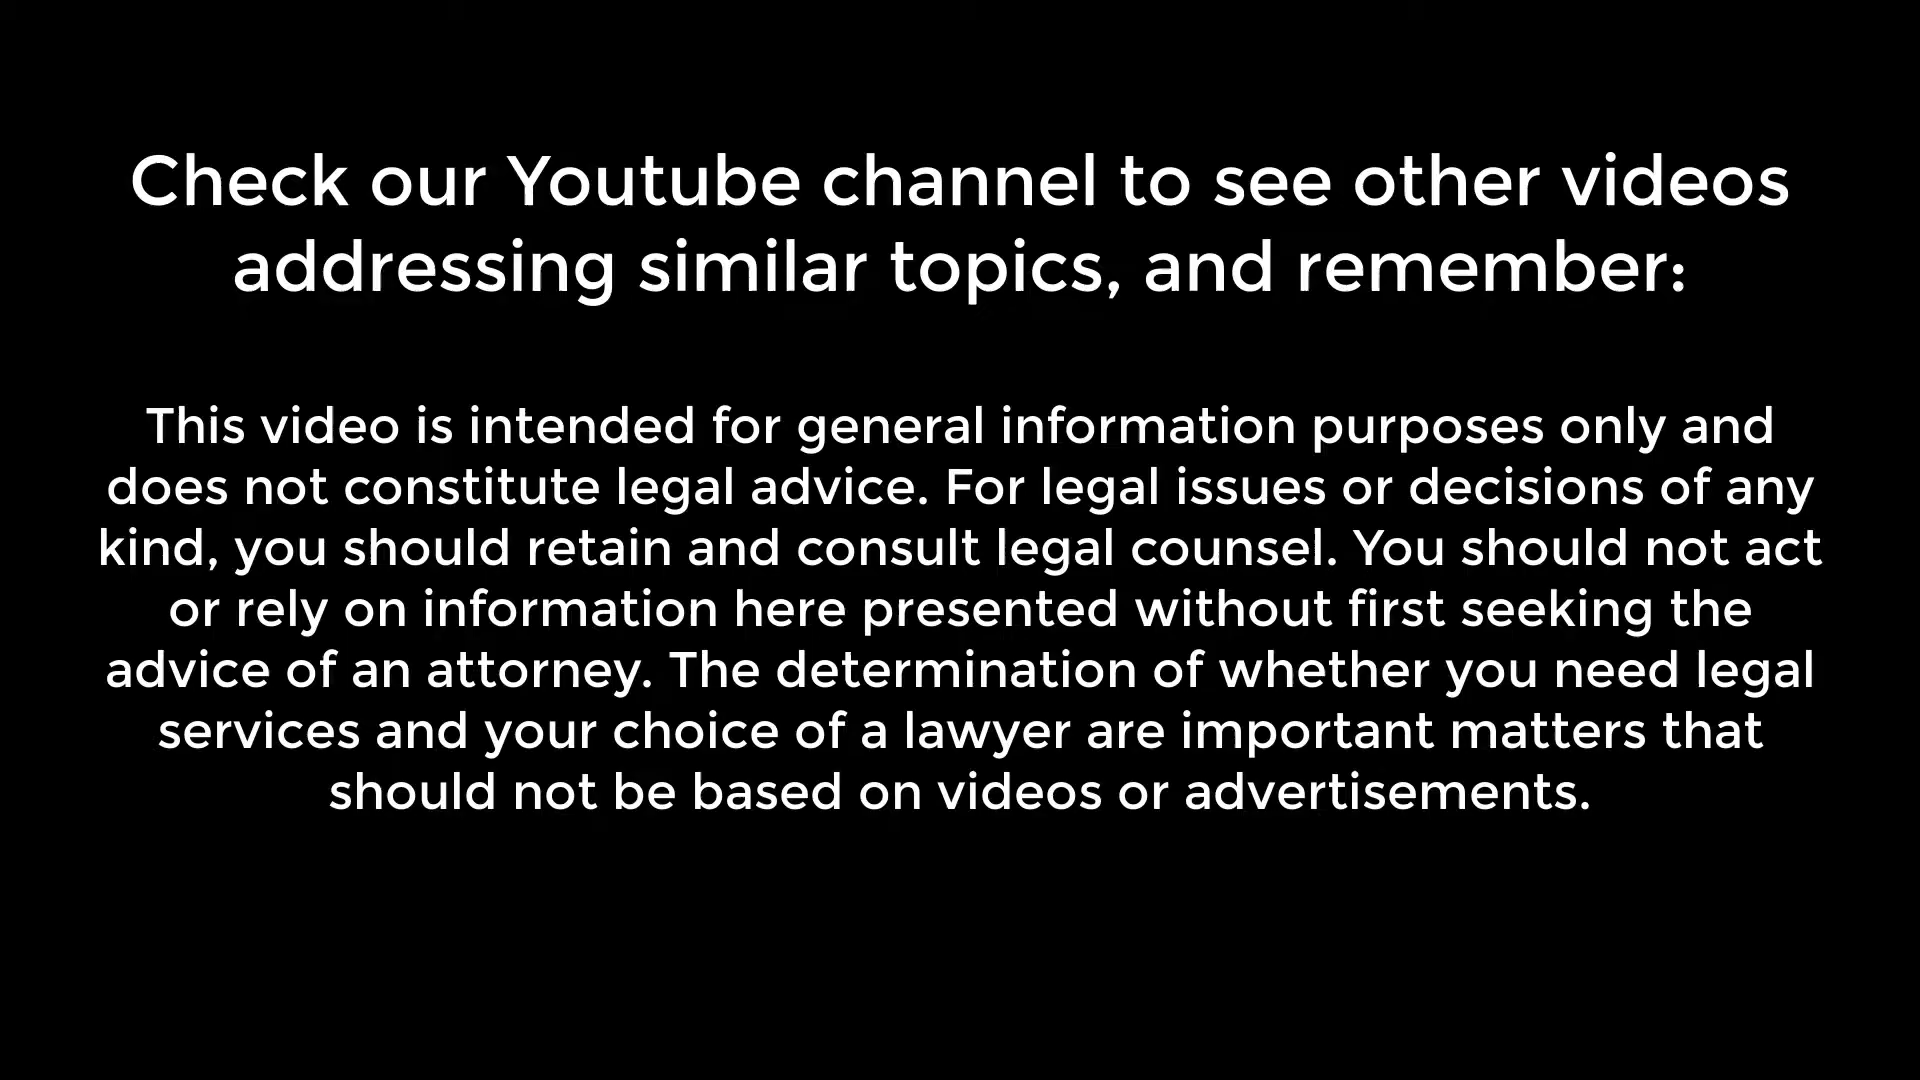 Check our Youtube channel to see other videos
addressing similar topics, and remember:
This video is intended for general information purposes only and
does not constitute legal advice. For legal issues or decisions of any
kind, you should retain and consult legal counsel. You should not act
or rely on information here presented without first seeking the
advice of an attorney. The determination of whether you need legal
services and your choice of a lawyer are important matters that
should not be based on videos or advertisements.